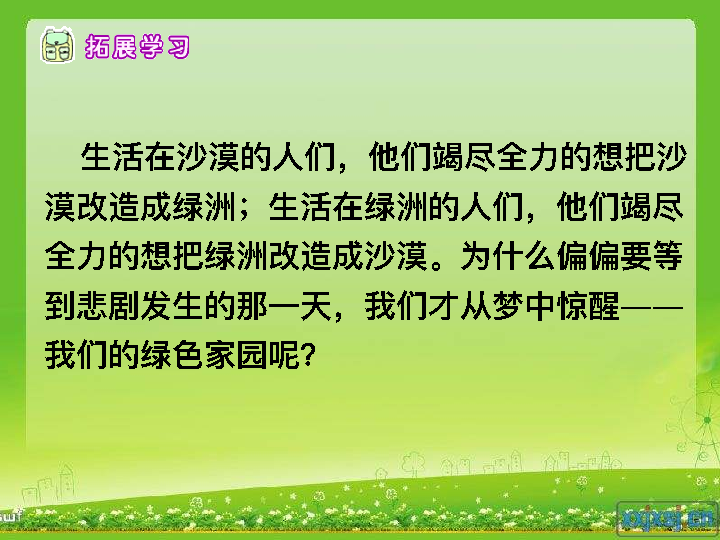 拓展学习
生活在沙漠的人们，他们竭尽全力的想把沙
漠改造成绿洲；生活在绿洲的人们，他们竭尽
全力的想把绿洲改造成沙漠。为什么偏偏要等
到悲剧发生的那一天，我们才从梦中惊醒——
我们的绿色家园呢？
xxjxsj.cn